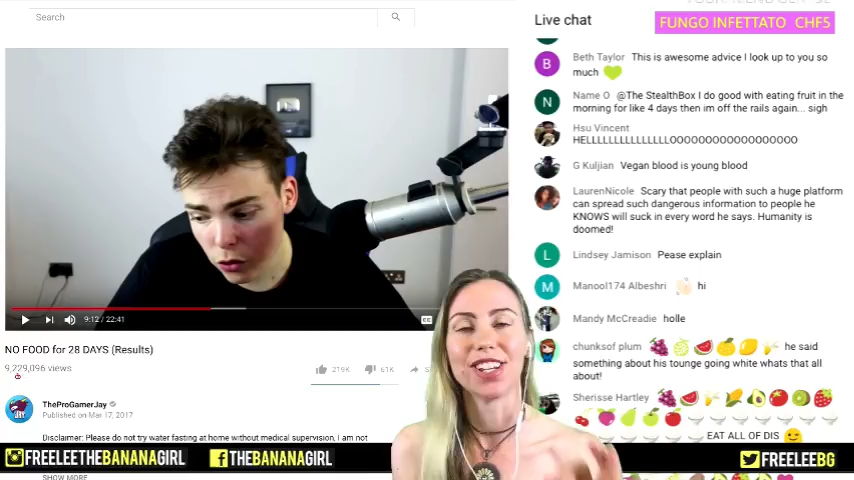 Search
Live chat
FUNGO INFETTATO CHF5
Beth Taylor This is awesome advice I look up to you so
much
B
Name O @The StealthBox I do good with eating fruit in the
morning for like 4 days then im off the rails again... sigh
N
Hsu Vincent
HELLLLLLLLLLLLLLLOOOOOOOOOOOOOOOOOO
G Kuljian Vegan blood is young blood
LaurenNicole Scary that people with such a huge platform
can spread such dangerous information to people he
KNOWS will suck in every word he says. Humanity is
doomed!
L
Lindsey Jamison Pease explain
M
Manool174 Albeshri hi
Mandy McCreadie holle
chunksof plum he said
something about his tounge going white whats that all
about!
Sherisse Hartley
EAT ALL OF DIS
9:12 / 22:41
CC
NO FOOD for 28 DAYS (Results)
9,229,096 views
219K
61K
TheProGamerJay
Published on Mar 17, 2017
Disclaimer: Please do not try water fasting at home without medical supervision, I am not
FREELEETHEBANANAGIRL
THEBANANAGIRL
FREELEEBG
SHOW MORE